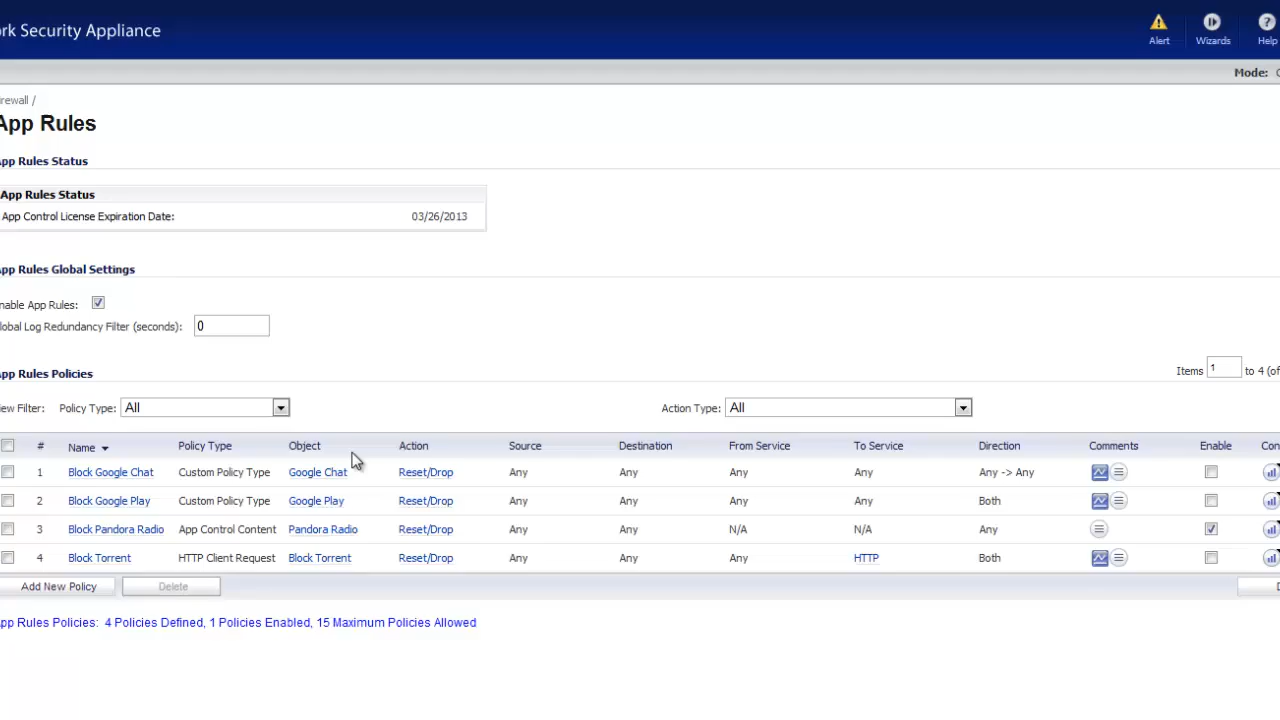 rk Security Appliance
Alert Wizards Help
Mode:
irewall /
App Rules
App Rules Status
App Rules Status
App Control License Expiration Date: 03/26/2013
App Rules Global Settings
nable App Rules:
lobal Log Redundancy Filter (seconds): 0
App Rules Policies Items 1 to 4 (of
iew Filter: Policy Type: All Action Type: All
# Name Policy Type Object Action Source Destination From Service To Service Direction Comments Enable Con
1 Block Google Chat Custom Policy Type Google Chat Reset/Drop Any Any Any Any Any -> Any
2 Block Google Play Custom Policy Type Google Play Reset/Drop Any Any Any Any Both
3 Block Pandora Radio App Control Content Pandora Radio Reset/Drop Any Any N/A N/A Any
4 Block Torrent HTTP Client Request Block Torrent Reset/Drop Any Any Any HTTP Both
Add New Policy Delete
pp Rules Policies: 4 Policies Defined, 1 Policies Enabled, 15 Maximum Policies Allowed